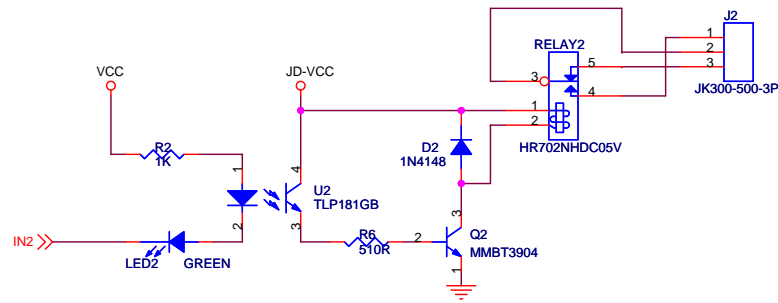 J2
RELAY2
1
2
3
JK300-500-3P
3
5
4
1
2
HR702NHDC05V
VCC
JD-VCC
R2
1K
D2
1N4148
1
2
4
3
U2
TLP181GB
R6
510R
2
3
1
Q2
MMBT3904
IN2
LED2
GREEN